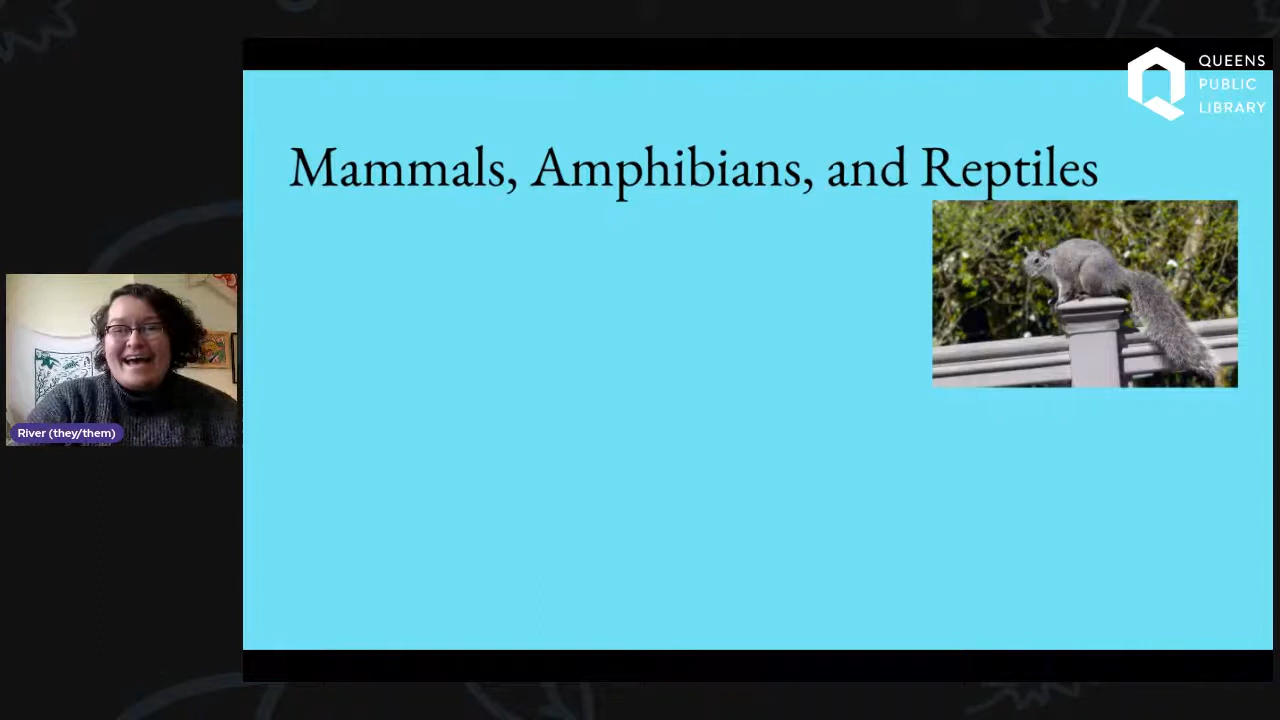 QUEENS
PUBLIC
LIBRARY
Mammals, Amphibians, and Reptiles
River (they/them)